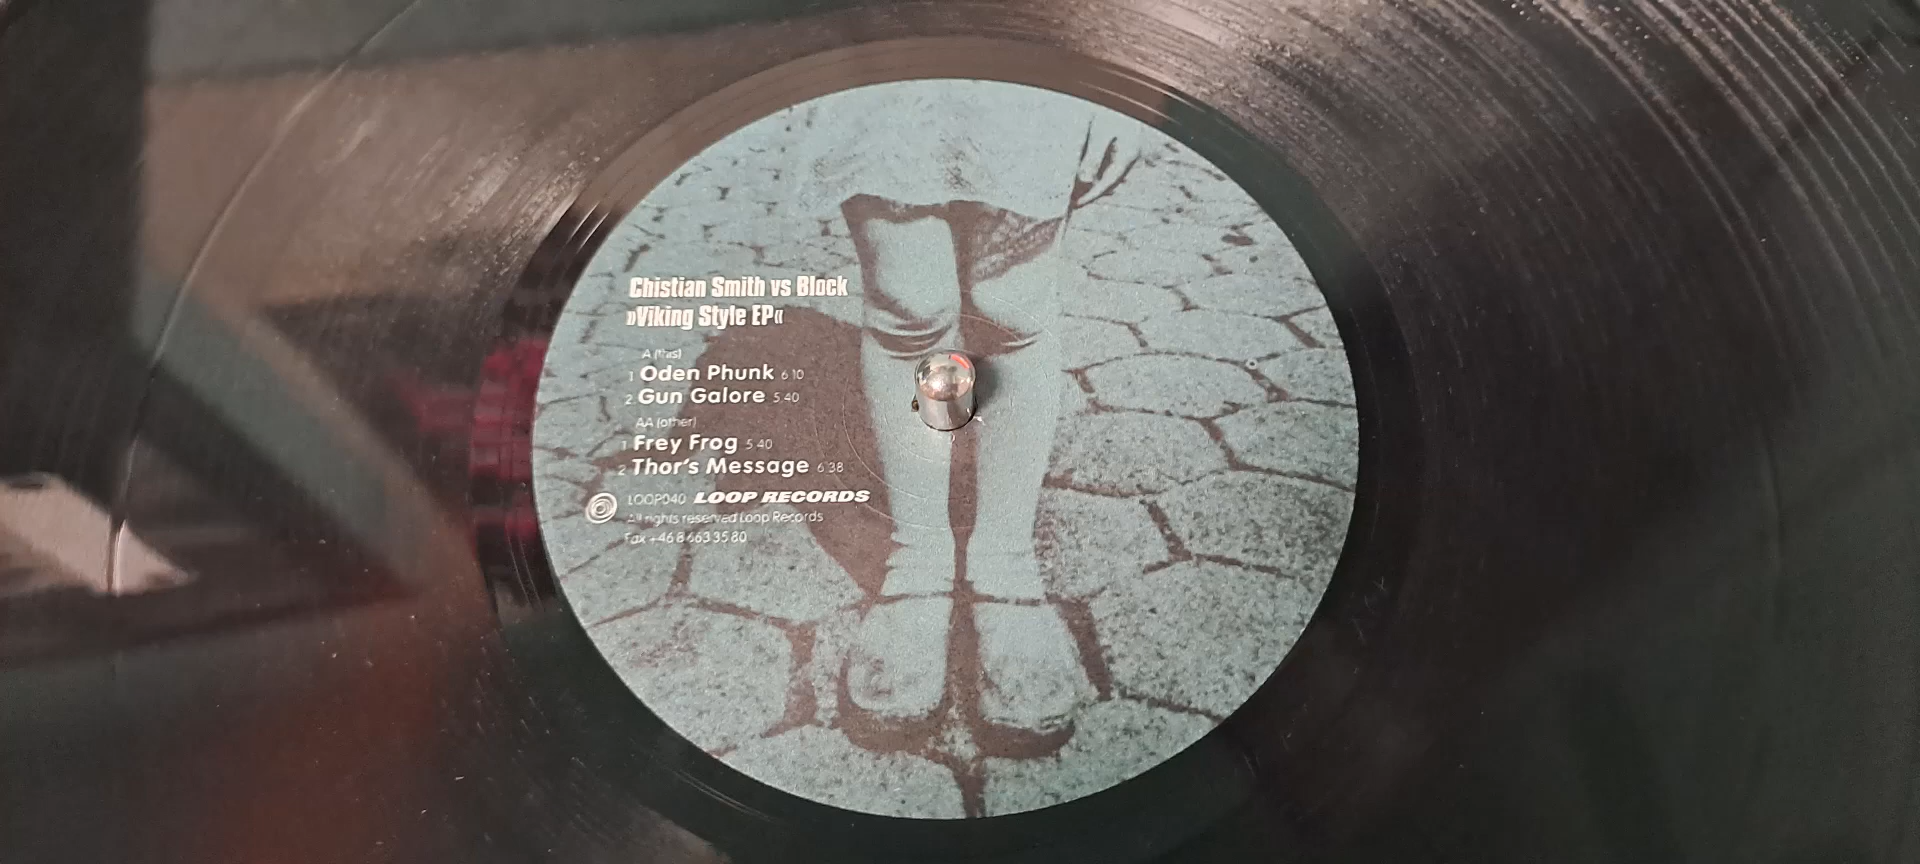 Chistian Smith vs Block
»Viking Style EP«
A (this)
1 Oden Phunk 6.10
2. Gun Galore 5.40
AA (other)
1 Frey Frog 5.40
2 Thor's Message 6.38
LOOP040 LOOP RECORDS
All rights reserved Loop Records
Fax +46 8 663 35 80